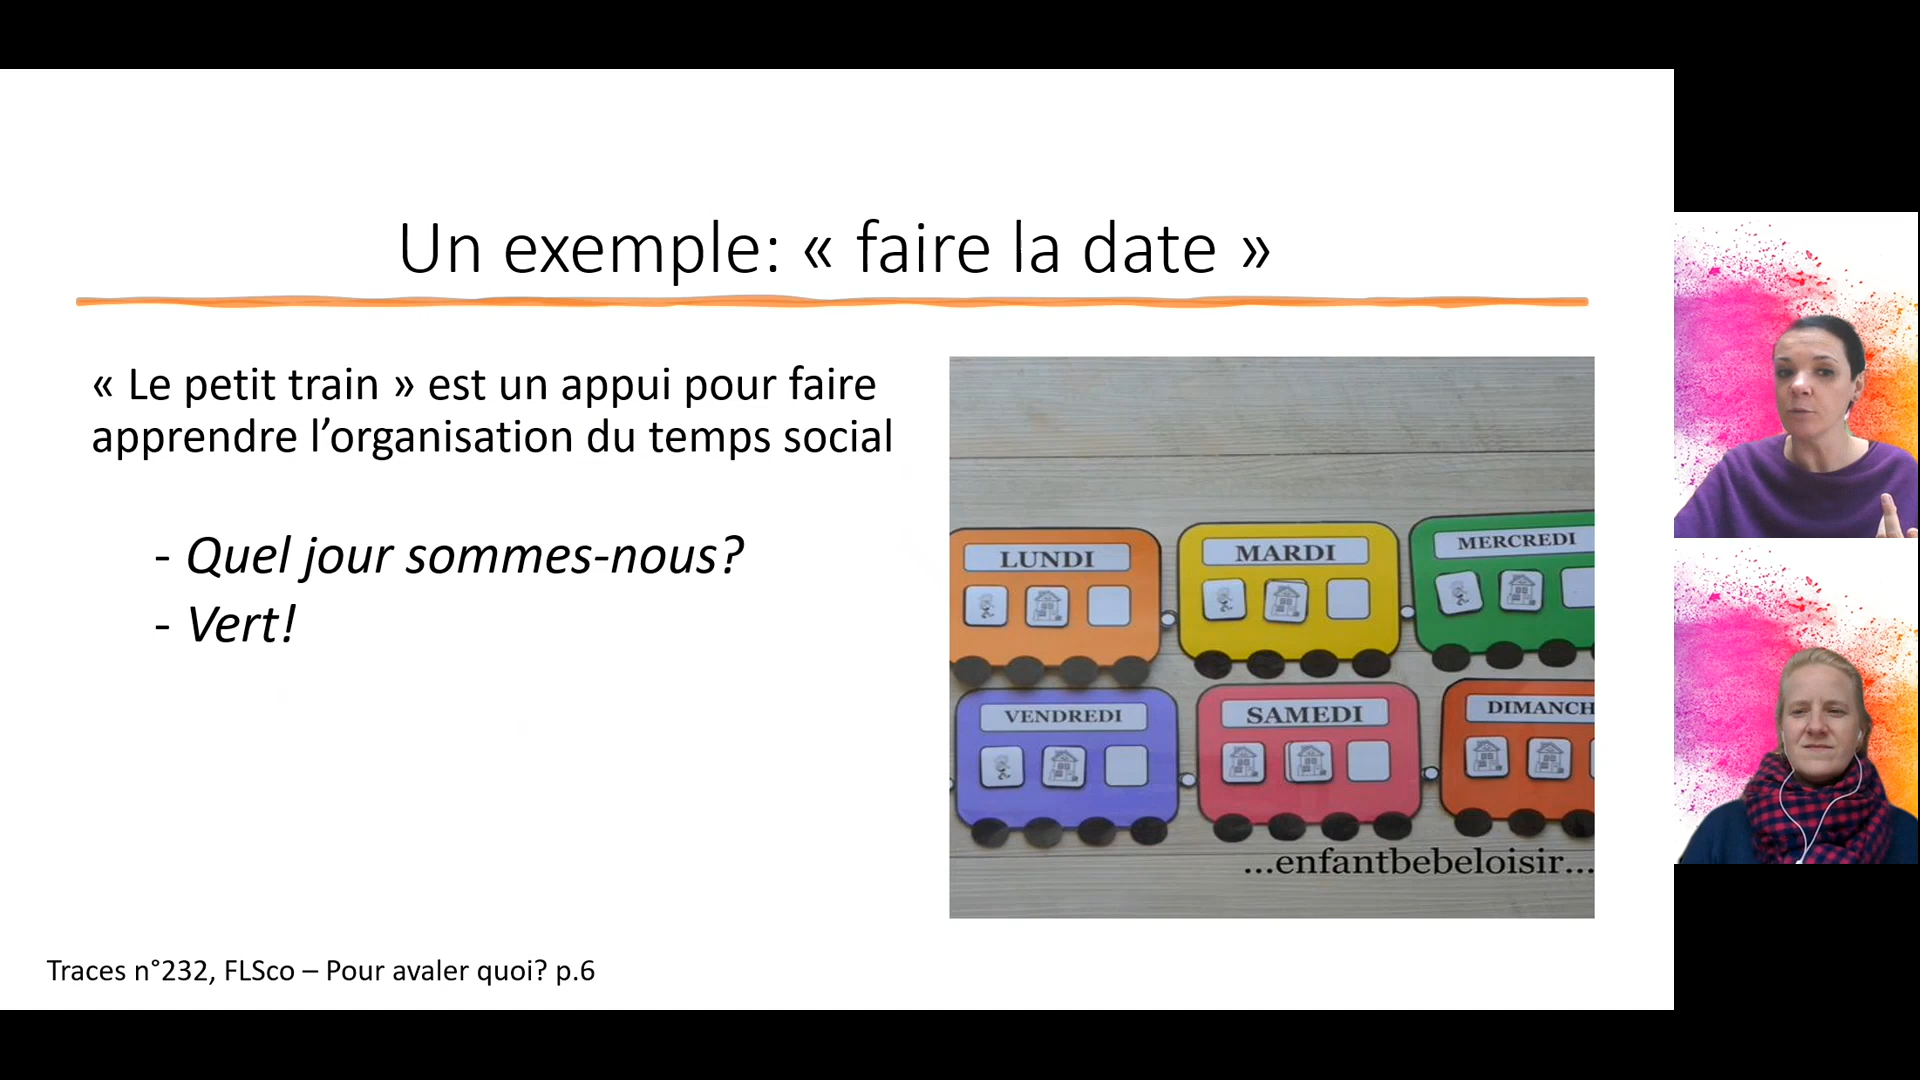 Un exemple: « faire la date »
« Le petit train » est un appui pour faire
apprendre l’organisation du temps social
- Quel jour sommes-nous?
- Vert!
LUNDI
MARDI
MERCREDI
VENDREDI
SAMEDI
DIMANCH
...enfantbebeloisir...
Traces n°232, FLSco – Pour avaler quoi? p.6